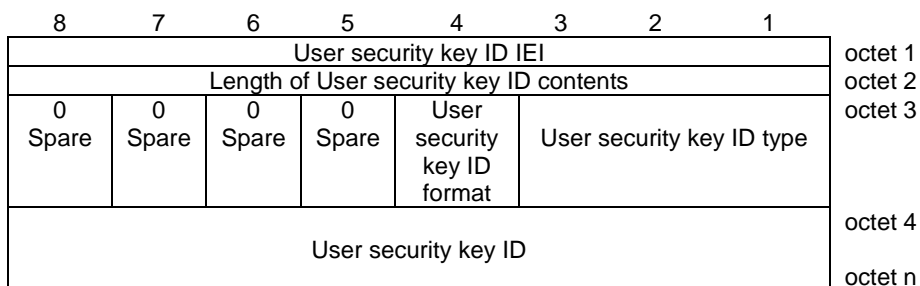 8 7 6 5 4 3 2 1
User security key ID IEI octet 1
Length of User security key ID contents octet 2
0 0 0 0 User octet 3
Spare Spare Spare Spare security User security key ID type
key ID
format
octet 4
User security key ID
octet n